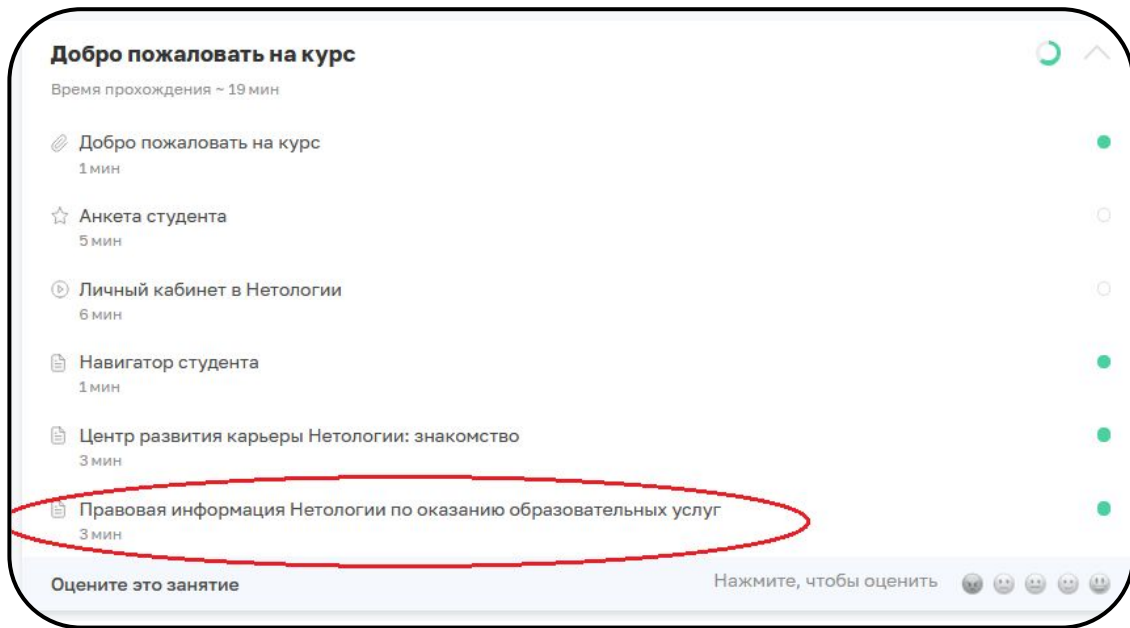 Добро пожаловать на курс
Время прохождения ~ 19 мин
Добро пожаловать на курс
1 мин
Анкета студента
5 мин
Личный кабинет в Нетологии
6 мин
Навигатор студента
1 мин
Центр развития карьеры Нетологии: знакомство
3 мин
Правовая информация Нетологии по оказанию образовательных услуг
3 мин
Оцените это занятие Нажмите, чтобы оценить